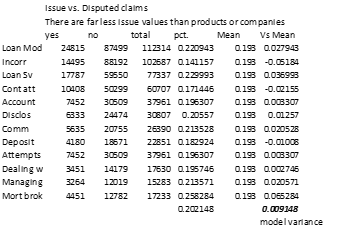 Issue vs. Disputed claims
There are far less Issue values than products or companies
yes no total pct. Mean Vs Mean
Loan Mod 24815 87499 112314 0.220943 0.193 0.027943
Incorr 14495 88192 102687 0.141157 0.193 -0.05184
Loan Sv 17787 59550 77337 0.229993 0.193 0.036993
Cont att 10408 50299 60707 0.171446 0.193 -0.02155
Account 7452 30509 37961 0.196307 0.193 0.003307
Disclos 6333 24474 30807 0.20557 0.193 0.01257
Comm 5635 20755 26390 0.213528 0.193 0.020528
Deposit 4180 18671 22851 0.182924 0.193 -0.01008
Attempts 7452 30509 37961 0.196307 0.193 0.003307
Dealing w 3451 14179 17630 0.195746 0.193 0.002746
Managing 3264 12019 15283 0.213571 0.193 0.020571
Mort brok 4451 12782 17233 0.258284 0.193 0.065284
0.202148 0.009148
model variance